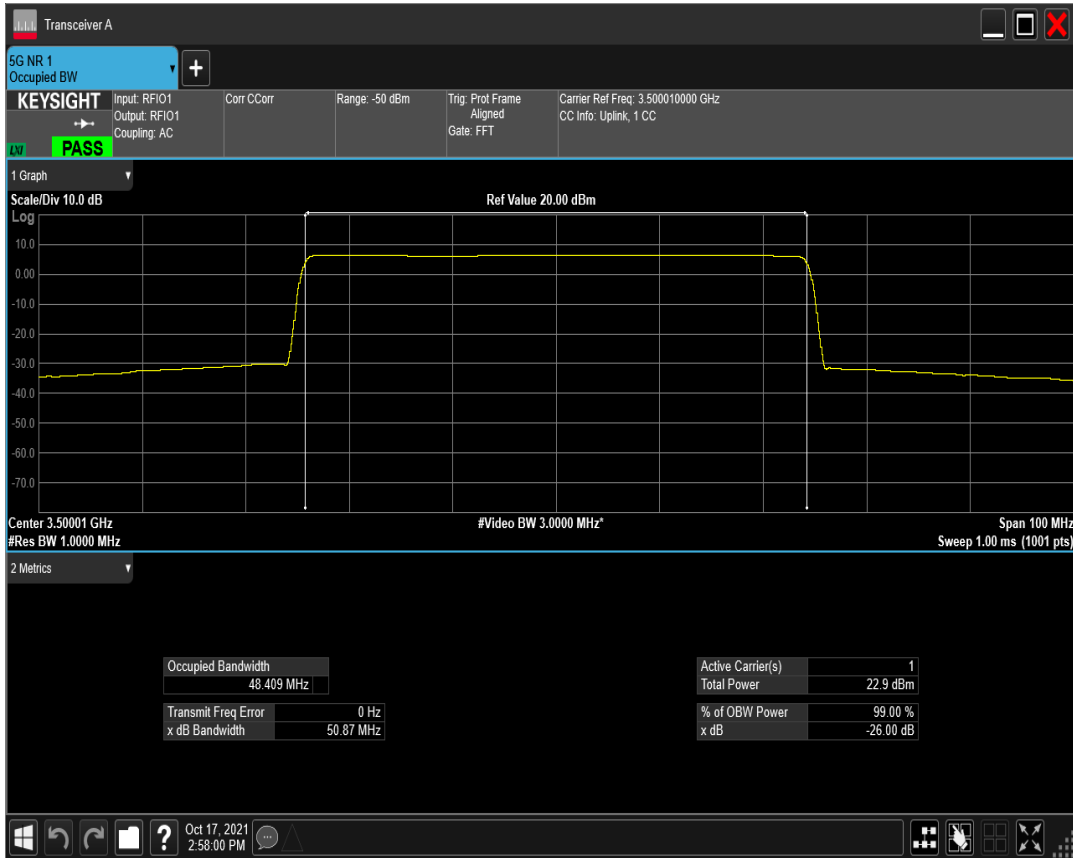 Transceiver A
5G NR 1
Occupied BW
KEYSIGHT
LXI
PASS
Input: RFIO1
Output: RFIO1
Coupling: AC
Corr CCorr
Range: -50 dBm
Trig: Prot Frame
Aligned
Gate: FFT
Carrier Ref Freq: 3.500010000 GHz
CC Info: Uplink, 1 CC
1 Graph
Scale/Div 10.0 dB
Ref Value 20.00 dBm
Log
10.0
0.00
-10.0
-20.0
-30.0
-40.0
-50.0
-60.0
-70.0
Center 3.50001 GHz
#Video BW 3.0000 MHz*
Span 100 MHz
#Res BW 1.0000 MHz
Sweep 1.00 ms (1001 pts)
2 Metrics
Occupied Bandwidth
48.409 MHz
Transmit Freq Error 0 Hz
x dB Bandwidth 50.87 MHz
Active Carrier(s) 1
Total Power 22.9 dBm
% of OBW Power 99.00 %
x dB -26.00 dB
?
Oct 17, 2021
2:58:00 PM